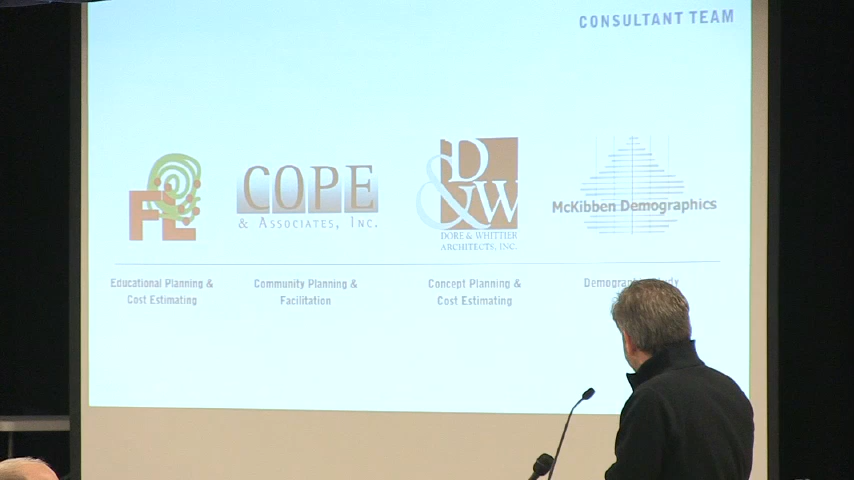 CONSULTANT TEAM
FL
COPE
& ASSOCIATES, INC.
D
&W
DORE & WHITTIER
ARCHITECTS, INC.
McKibben Demographics
Educational Planning &
Cost Estimating
Community Planning &
Facilitation
Concept Planning &
Cost Estimating